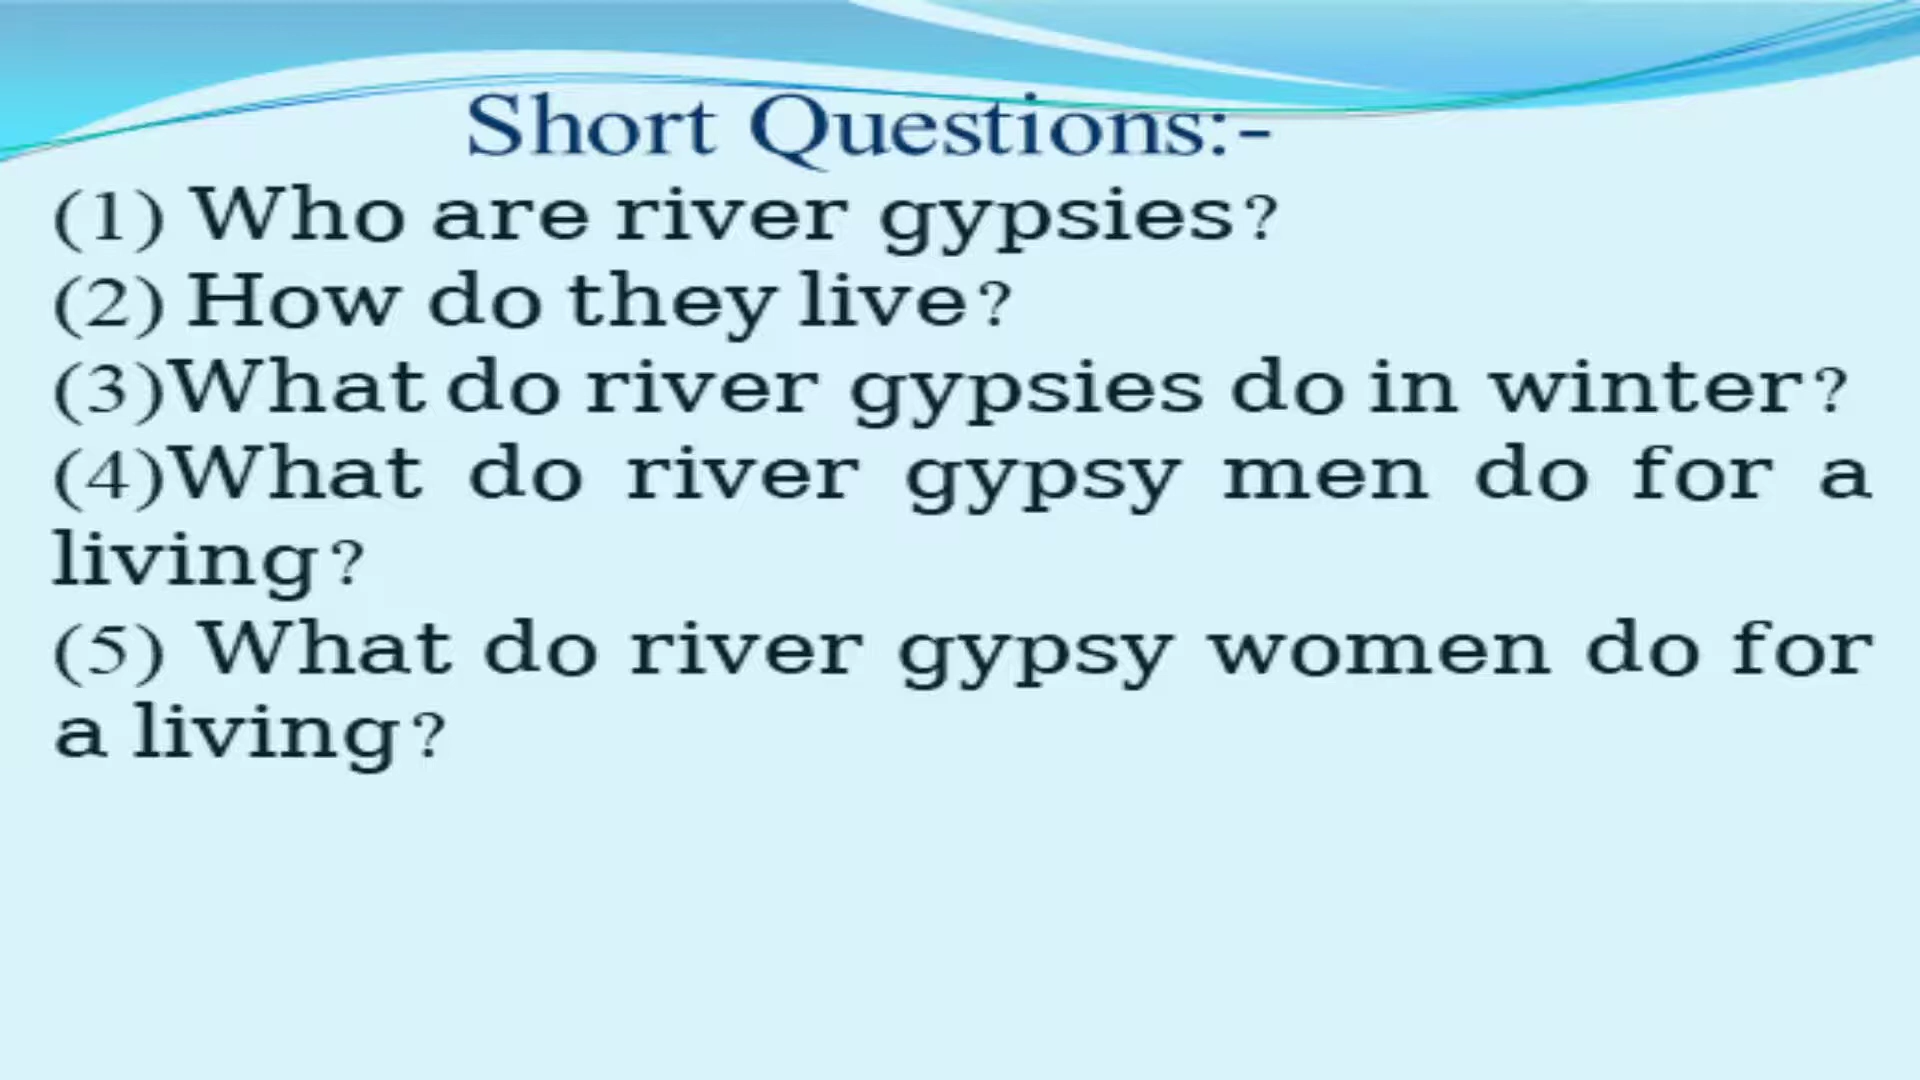 Short Questions:-
(1) Who are river gypsies?
(2) How do they live?
(3)What do river gypsies do in winter?
(4)What do river gypsy men do for a
living?
(5) What do river gypsy women do for
a living?